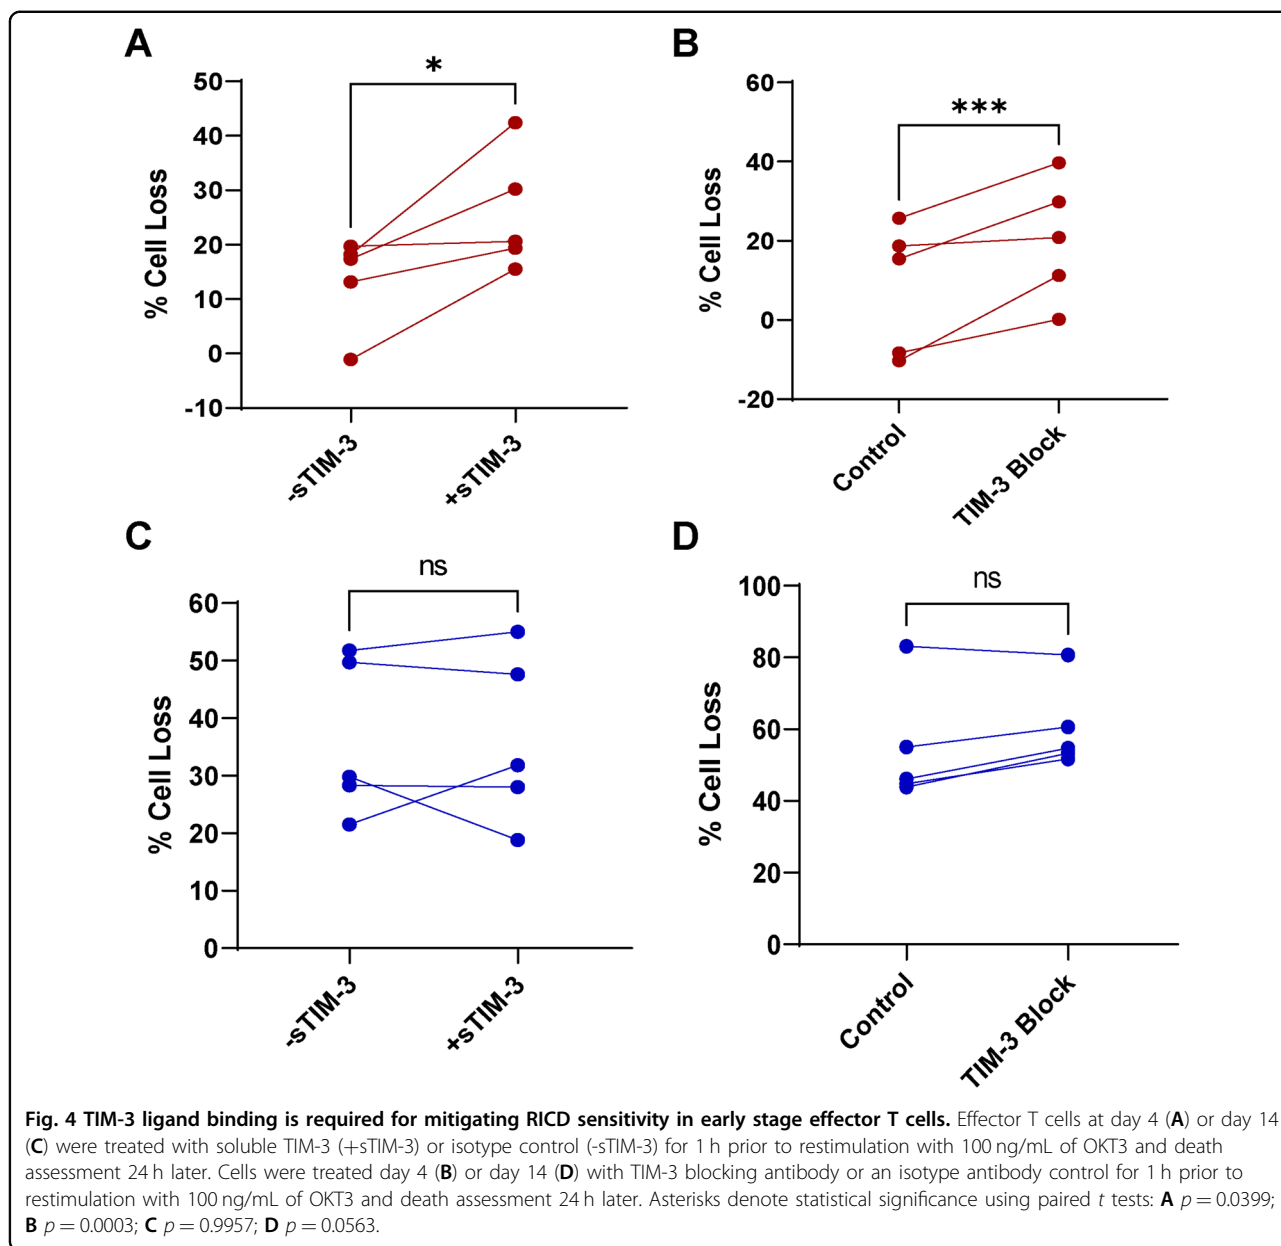 A
*
50
40
30
20
10
0
-10
% Cell Loss
-sTIM-3
+sTIM-3
B
***
60
40
20
0
-20
% Cell Loss
Control
TIM-3 Block
C
ns
60
50
40
30
20
10
0
% Cell Loss
-sTIM-3
+sTIM-3
D
ns
100
80
60
40
20
0
% Cell Loss
Control
TIM-3 Block
Fig. 4 TIM-3 ligand binding is required for mitigating RICD sensitivity in early stage effector T cells. Effector T cells at day 4 (A) or day 14
(C) were treated with soluble TIM-3 (+sTIM-3) or isotype control (-sTIM-3) for 1 h prior to restimulation with 100 ng/mL of OKT3 and death
assessment 24 h later. Cells were treated day 4 (B) or day 14 (D) with TIM-3 blocking antibody or an isotype antibody control for 1 h prior to
restimulation with 100 ng/mL of OKT3 and death assessment 24 h later. Asterisks denote statistical significance using paired t tests: A p = 0.0399;
B p = 0.0003; C p = 0.9957; D p = 0.0563.